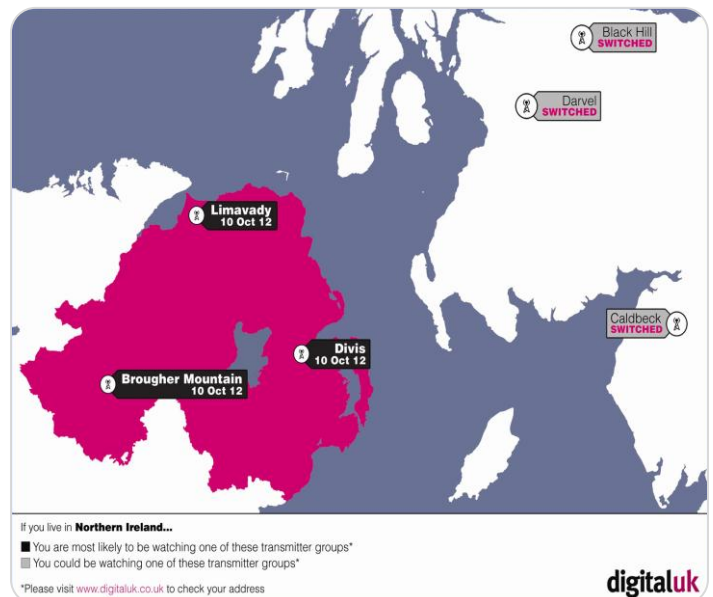 Black Hill
SWITCHED
Darvel
SWITCHED
Limavady
10 Oct 12
Caldbeck
SWITCHED
Divis
10 Oct 12
Brougher Mountain
10 Oct 12
If you live in Northern Ireland...
You are most likely to be watching one of these transmitter groups*
You could be watching one of these transmitter groups*
*Please visit www.digitaluk.co.uk to check your address
digitaluk